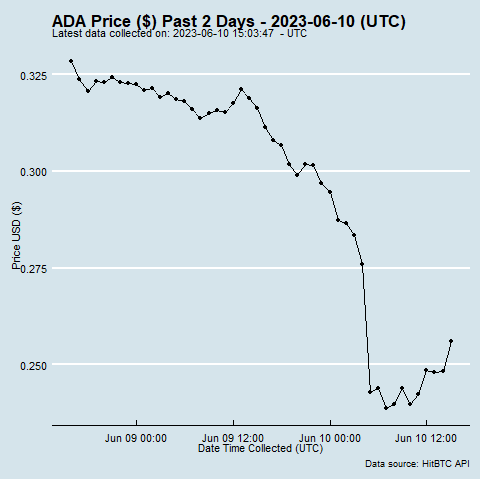 ADA Price ($) Past 2 Days - 2023-06-10 (UTC)
Latest data collected on: 2023-06-10 15:03:47 - UTC
0.325
0.300
0.275
0.250
Price USD ($)
Jun 09 00:00
Jun 09 12:00
Jun 10 00:00
Jun 10 12:00
Date Time Collected (UTC)
Data source: HitBTC API